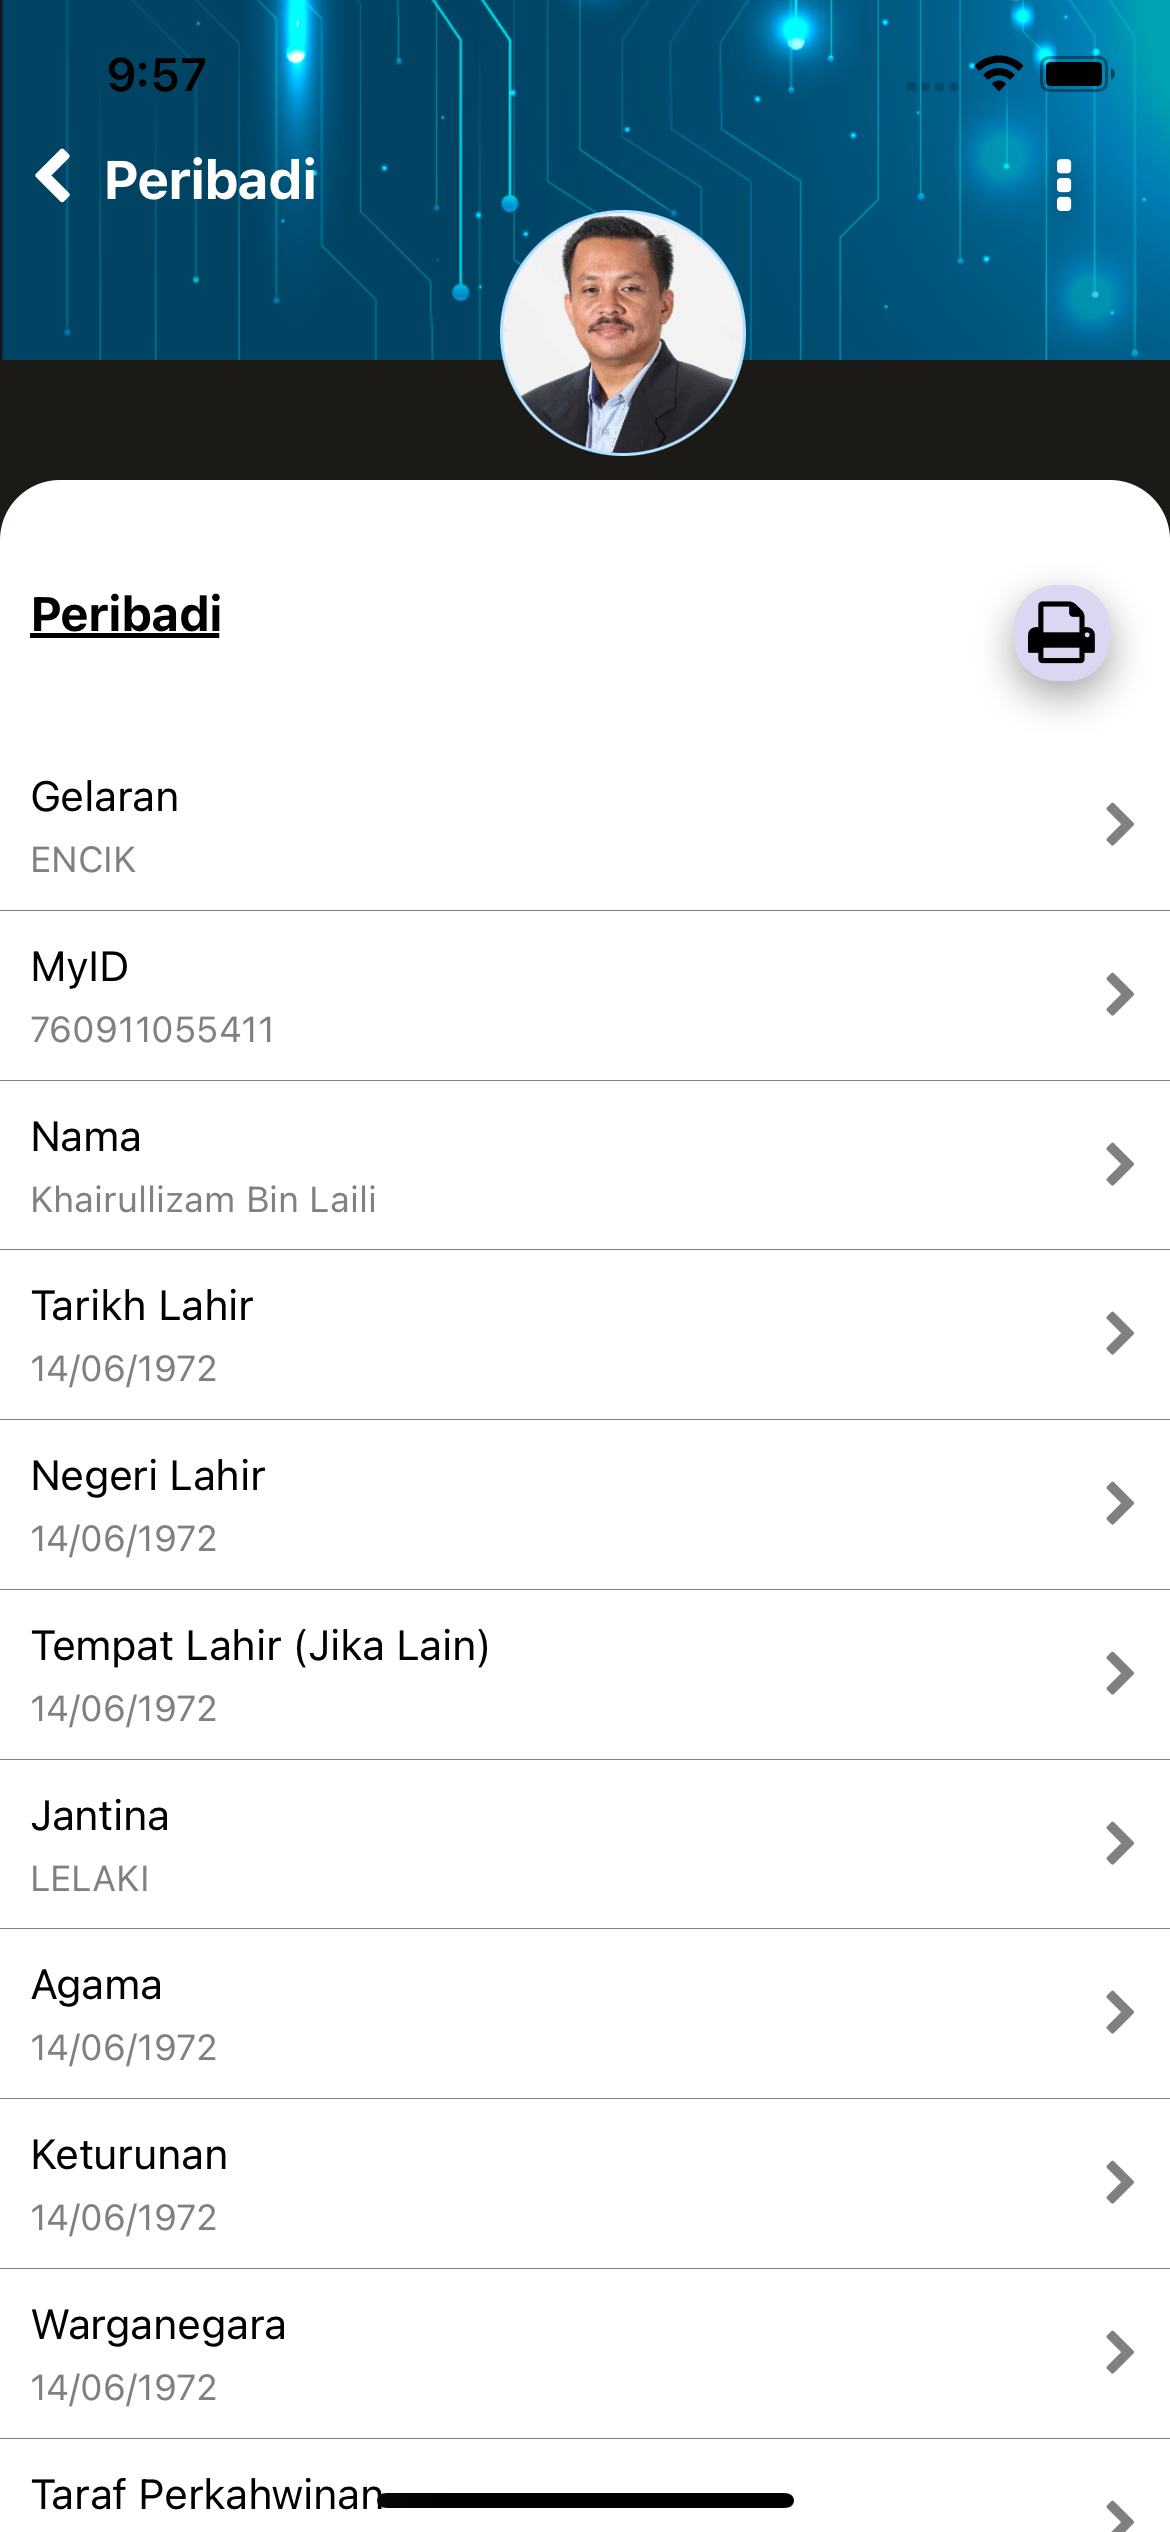 9:57
Peribadi
Peribadi
Gelaran
ENCIK
MyID
760911055411
Nama
Khairullizam Bin Laili
Tarikh Lahir
14/06/1972
Negeri Lahir
14/06/1972
Tempat Lahir (Jika Lain)
14/06/1972
Jantina
LELAKI
Agama
14/06/1972
Keturunan
14/06/1972
Warganegara
14/06/1972
Taraf Perkahwinan